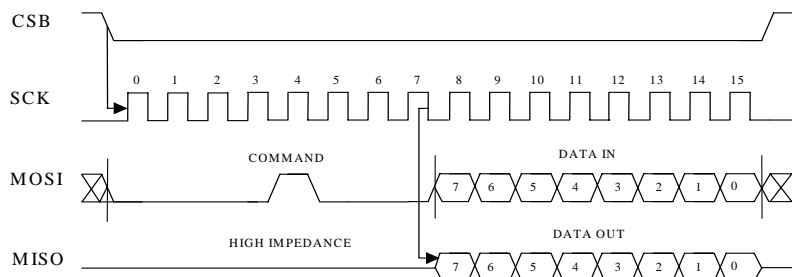 CSB
0 1 2 3 4 5 6 7 8 9 10 11 12 13 14 15
SCK
COMMAND DATA IN
MOSI 7 6 5 4 3 2 1 0
HIGH IMPEDANCE DATA OUT
MISO 7 6 5 4 3 2 1 0